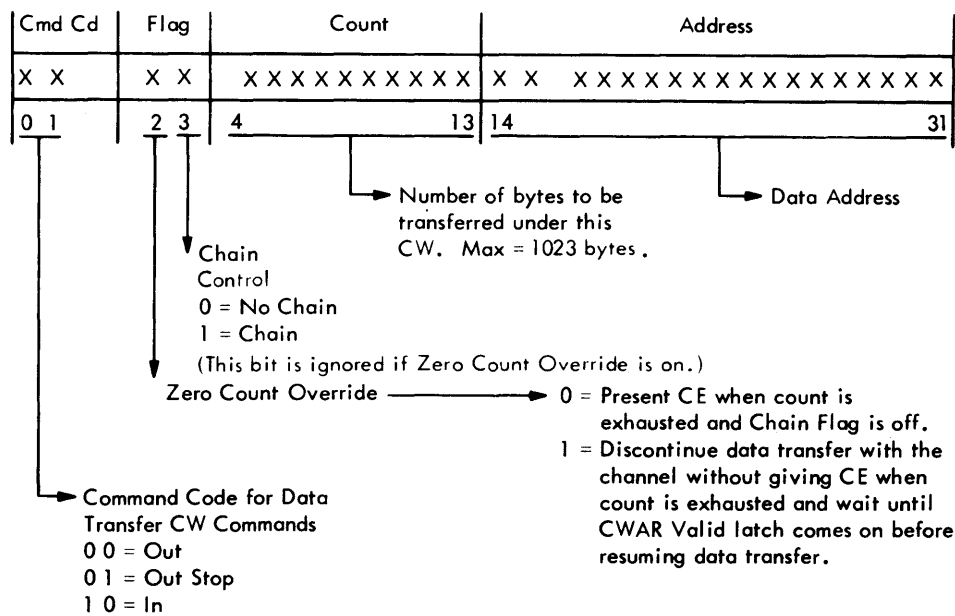 Cmd Cd Flag Count Address
X X X X X X X X X X X X X X X X X X X X X X X X X X X X X X X X
0 1 2 3 4 13 14 31
Number of bytes to be
transferred under this
CW. Max = 1023 bytes.
Data Address
Chain
Control
0 = No Chain
1 = Chain
(This bit is ignored if Zero Count Override is on.)
Zero Count Override
0 = Present CE when count is
exhausted and Chain Flag is off.
1 = Discontinue data transfer with the
channel without giving CE when
count is exhausted and wait until
CWAR Valid latch comes on before
resuming data transfer.
Command Code for Data
Transfer CW Commands
0 0 = Out
0 1 = Out Stop
1 0 = In